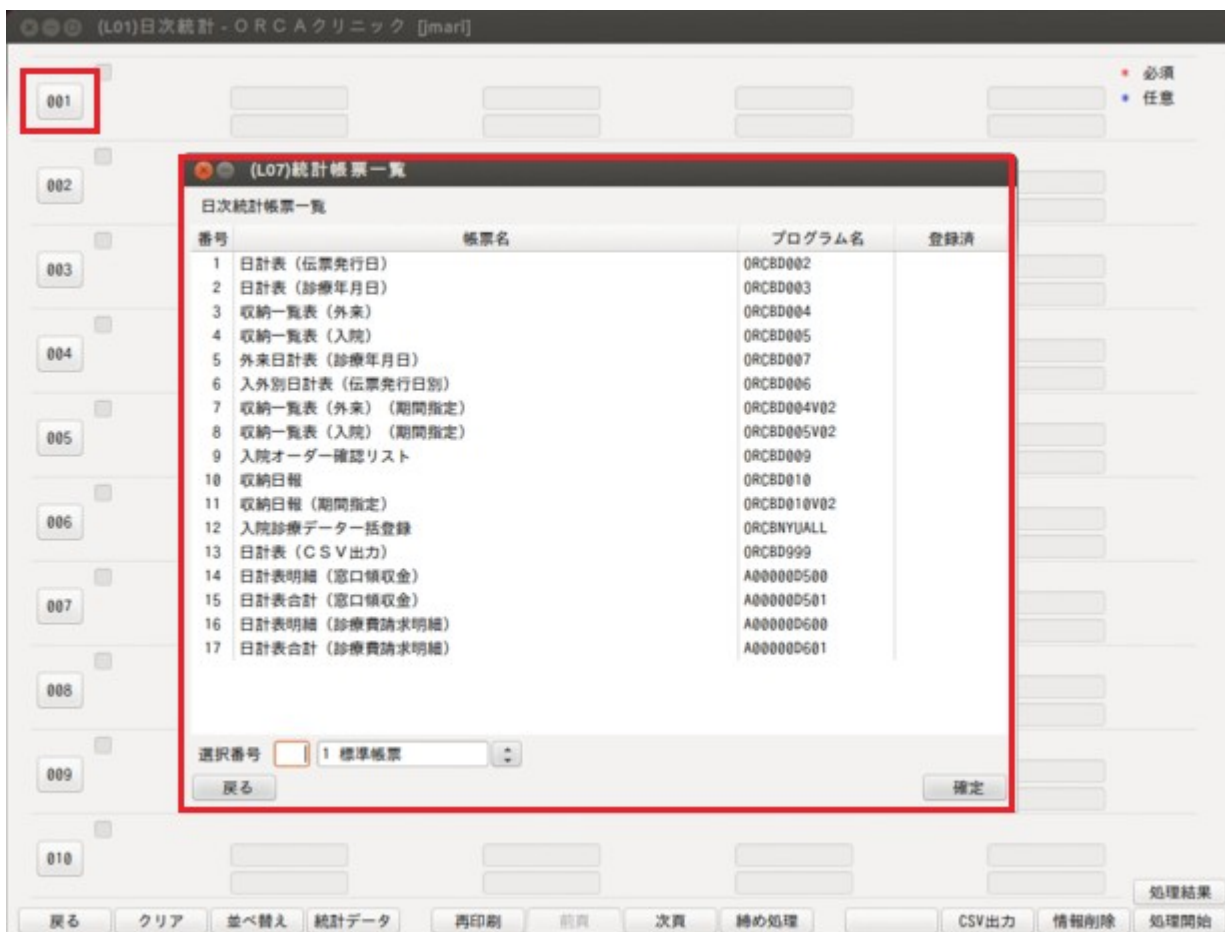 (L01)日次統計 - ＯＲＣＡクリニック [jmari]
001
* 必須
* 任意
002
003
004
005
006
007
008
009
010
(L07)統計帳票一覧
日次統計帳票一覧
番号 帳票名 プログラム名 登録済
1 日計表（伝票発行日） ORCBD002
2 日計表（診療年月日） ORCBD003
3 収納一覧表（外来） ORCBD004
4 収納一覧表（入院） ORCBD005
5 外来日計表（診療年月日） ORCBD007
6 入外別日計表（伝票発行日別） ORCBD006
7 収納一覧表（外来）（期間指定） ORCBD004V02
8 収納一覧表（入院）（期間指定） ORCBD005V02
9 入院オーダー確認リスト ORCBD009
10 収納日報 ORCBD010
11 収納日報（期間指定） ORCBD010V02
12 入院診療データ一括登録 ORCBNYUALL
13 日計表（ＣＳＶ出力） ORCBD999
14 日計表明細（窓口領収金） A00000D500
15 日計表合計（窓口領収金） A00000D501
16 日計表明細（診療費請求明細） A00000D600
17 日計表合計（診療費請求明細） A00000D601
選択番号 1 標準帳票
戻る 確定
処理結果
戻る クリア 並べ替え 統計データ 再印刷 前頁 次頁 締め処理 CSV出力 情報削除 処理開始